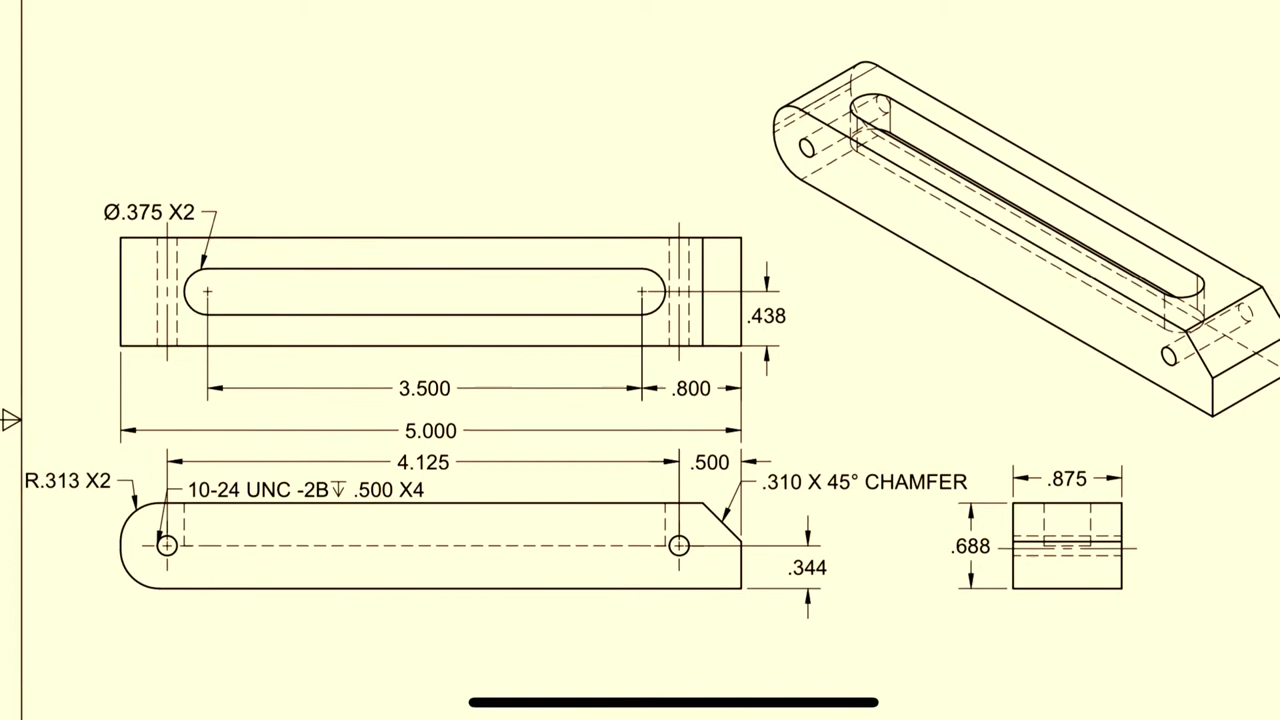 Ø.375 X2
.438
3.500
.800
5.000
4.125
.500
R.313 X2
10-24 UNC -2B↧ .500 X4
.310 X 45° CHAMFER
.875
.688
.344